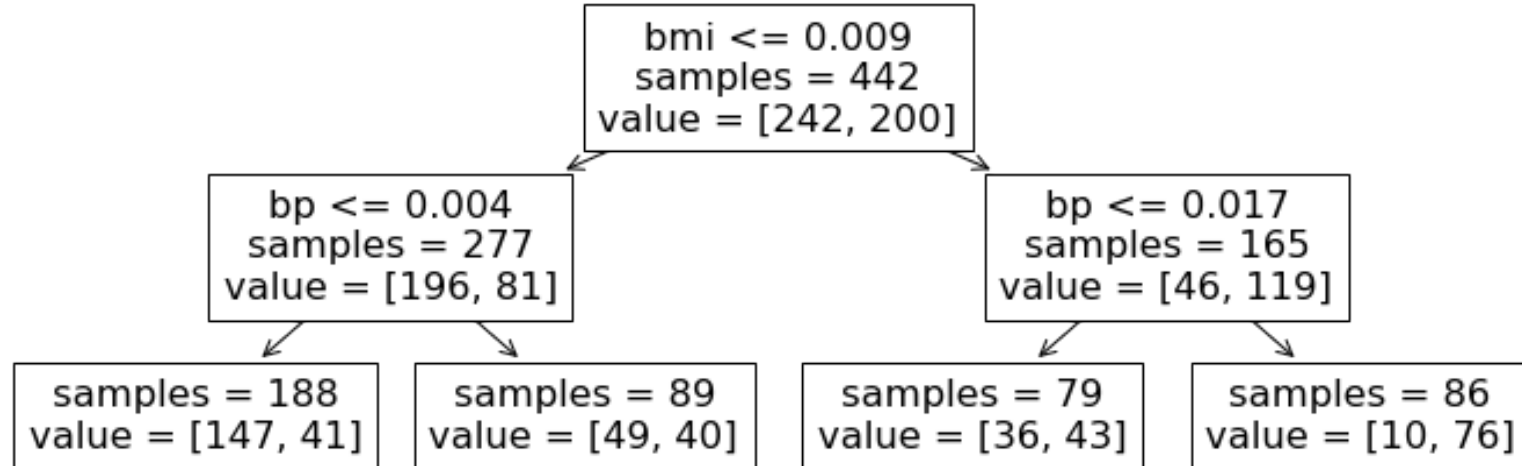 bmi <= 0.009
samples = 442
value = [242, 200]
bp <= 0.004
samples = 277
value = [196, 81]
bp <= 0.017
samples = 165
value = [46, 119]
samples = 188
value = [147, 41]
samples = 89
value = [49, 40]
samples = 79
value = [36, 43]
samples = 86
value = [10, 76]